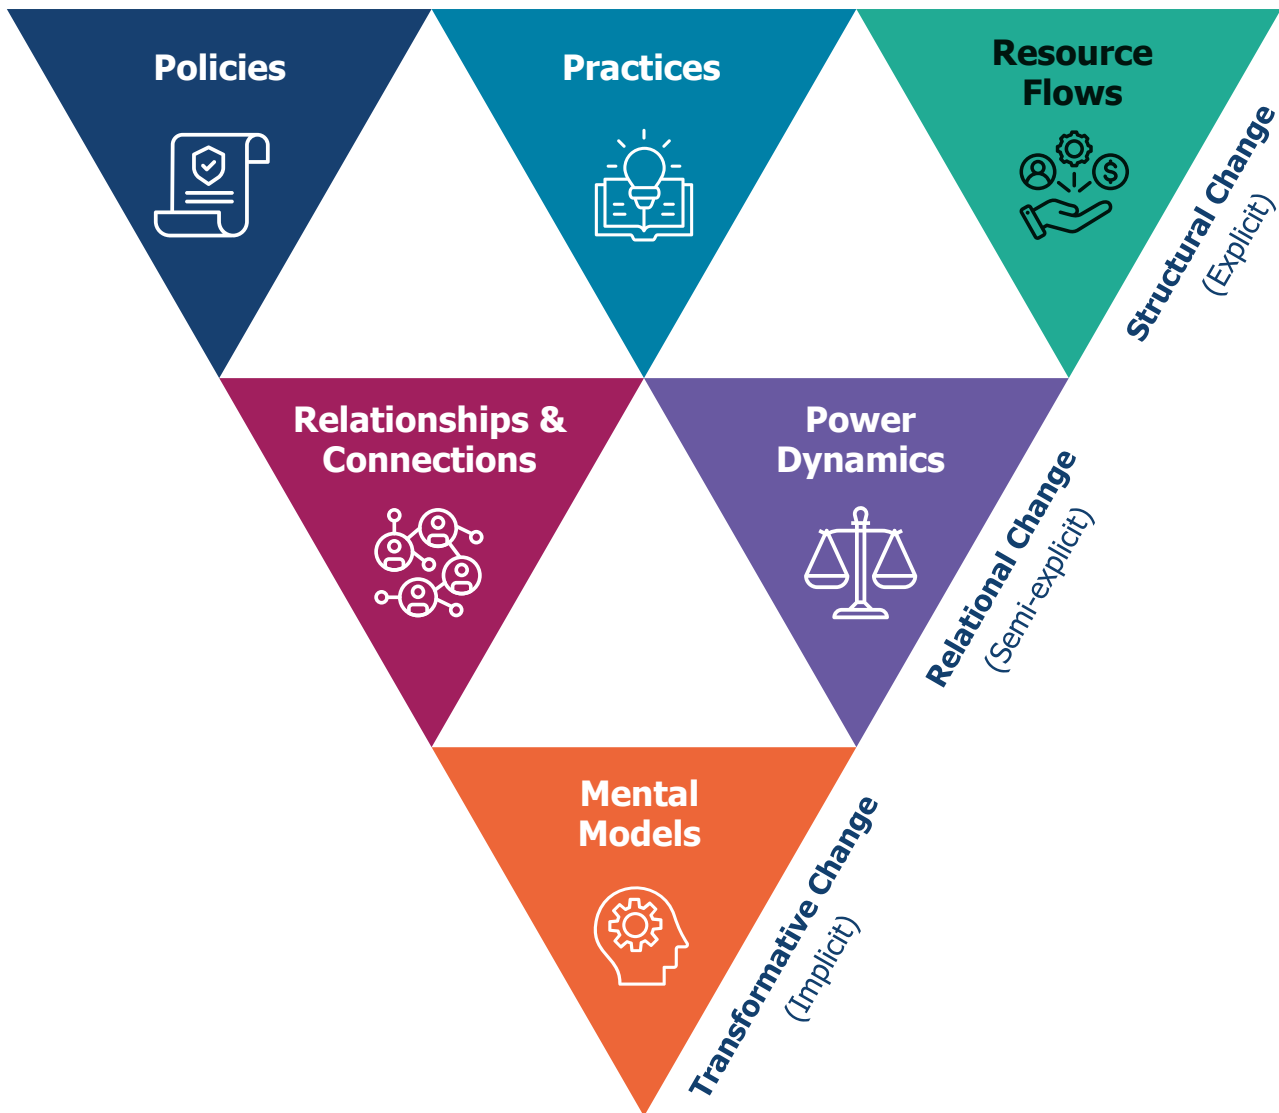 Policies
Practices
Resource
Flows
$
Structural Change
(Explicit)
Relationships &
Connections
Power
Dynamics
Relational Change
(Semi-explicit)
Mental
Models
Transformative Change
(Implicit)